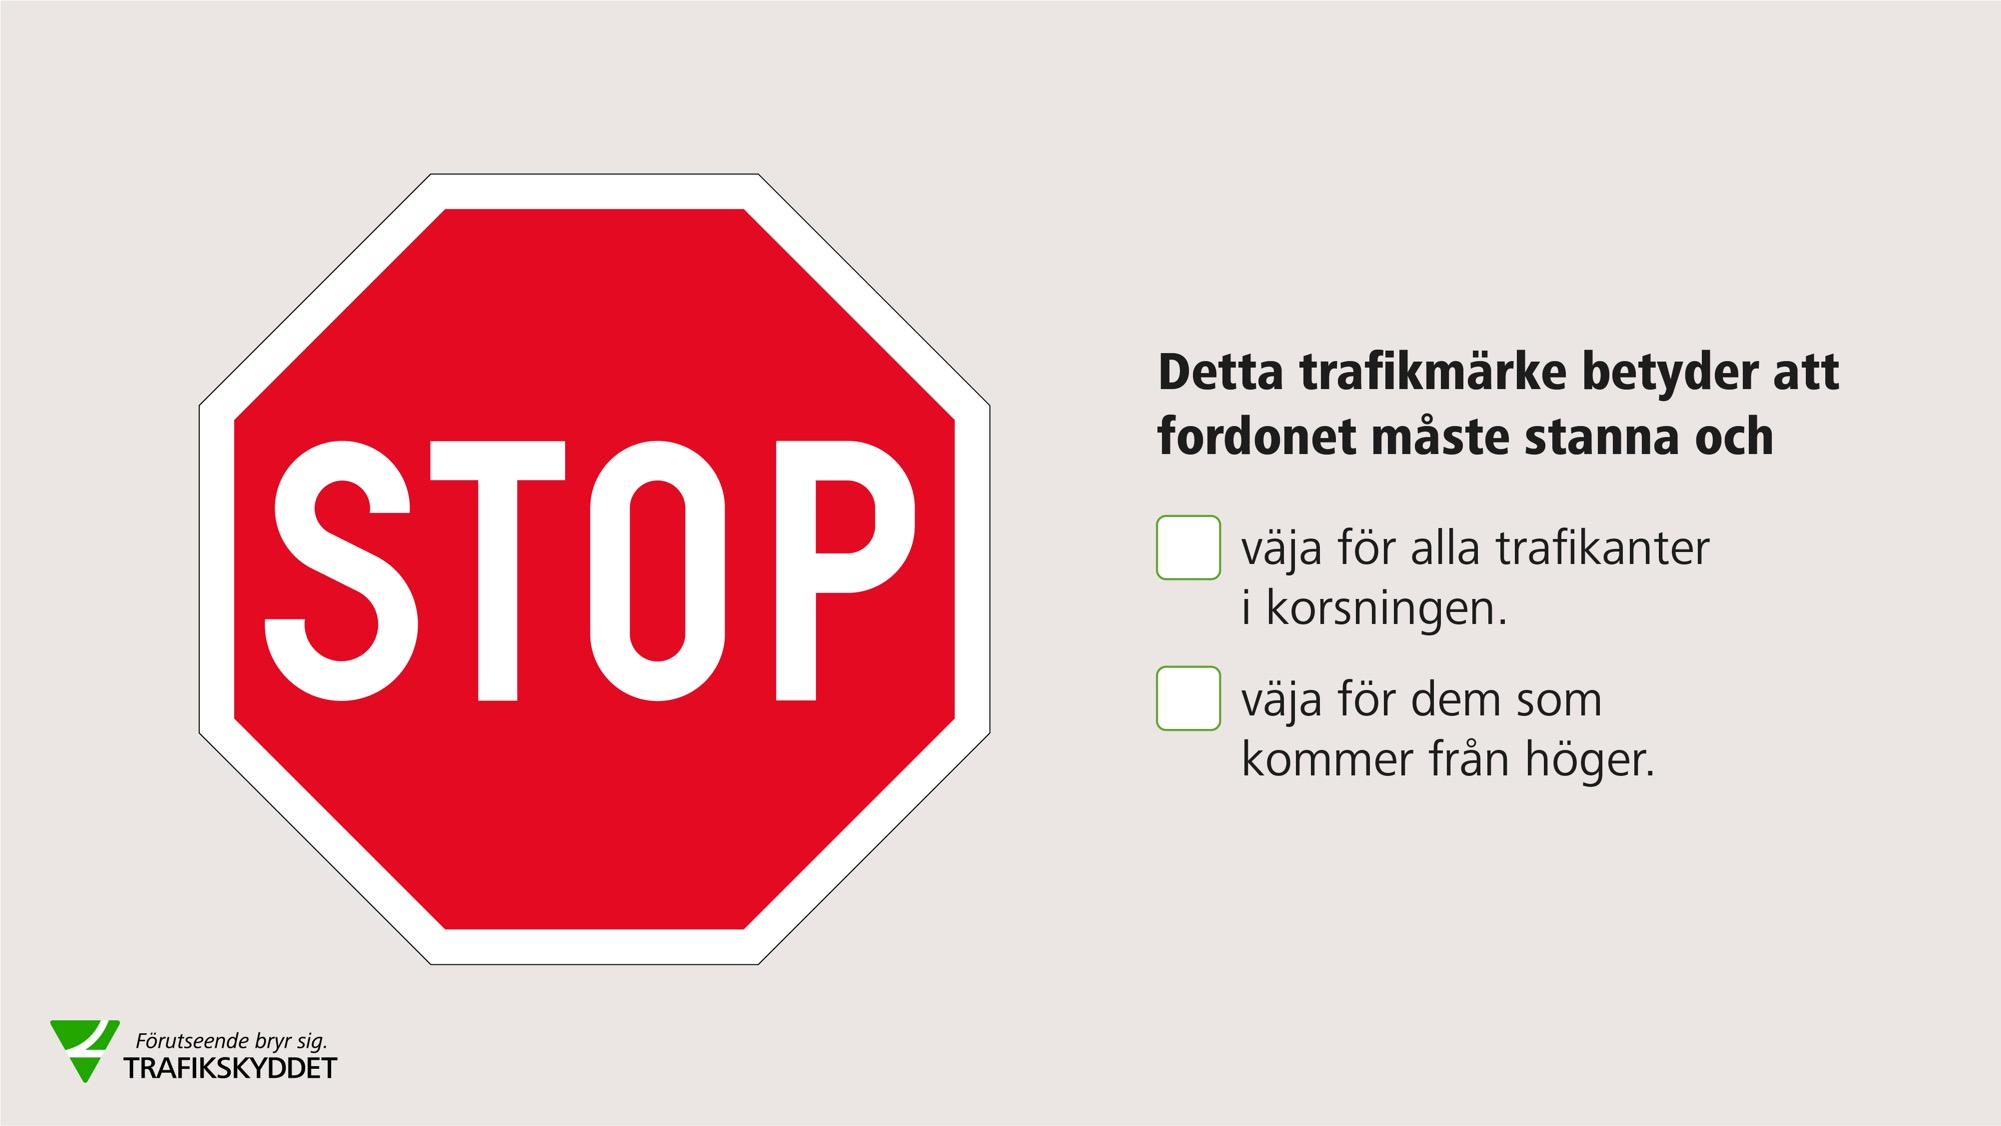 STOP
Detta trafikmärke betyder att
fordonet måste stanna och
väja för alla trafikanter
i korsningen.
väja för dem som
kommer från höger.
Förutseende bryr sig.
TRAFIKSKYDDET